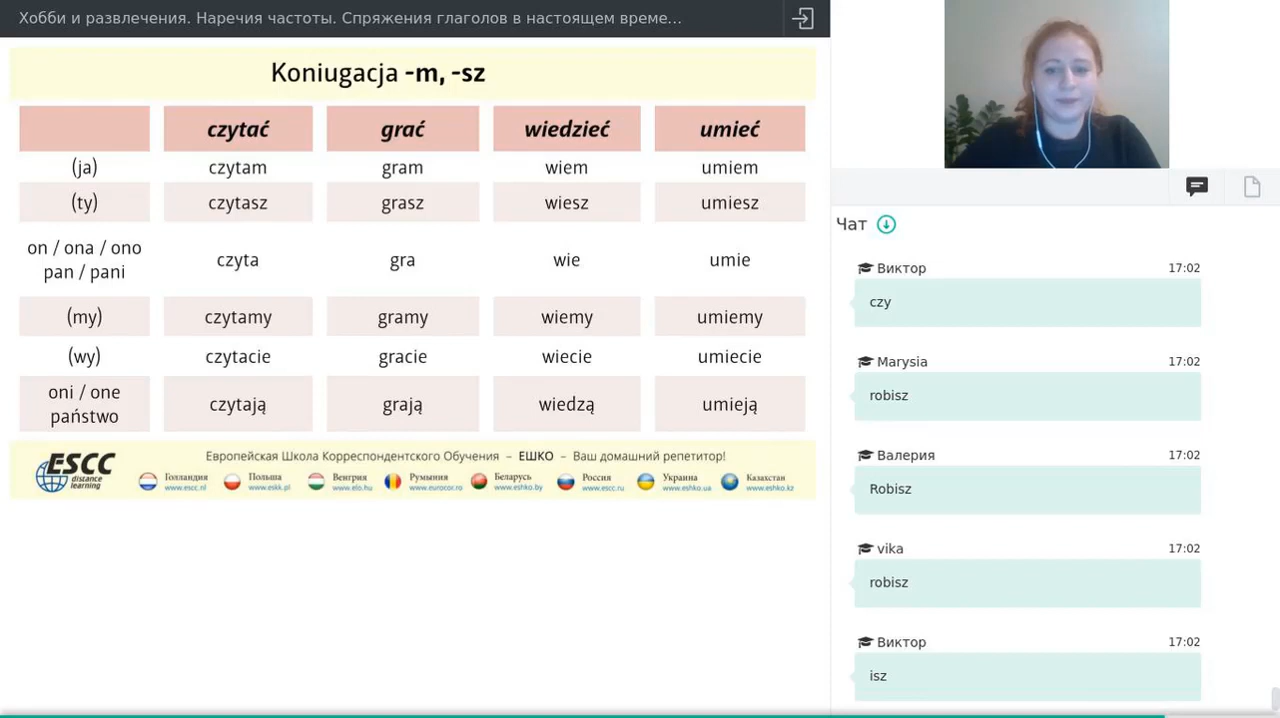 Хобби и развлечения. Наречия частоты. Спряжения глаголов в настоящем време...
Koniugacja -m, -sz
czytać grać wiedzieć umieć
(ja) czytam gram wiem umiem
(ty) czytasz grasz wiesz umiesz
on / ona / ono
pan / pani czyta gra wie umie
(my) czytamy gramy wiemy umiemy
(wy) czytacie gracie wiecie umiecie
oni / one
państwo czytają grają wiedzą umieją
ESCC
distance
learning
Европейская Школа Корреспондентского Обучения – ЕШКО – Ваш домашний репетитор!
Голландия Польша Венгрия Румыния Беларусь Россия Украина Казахстан
www.escc.nl www.eskk.pl www.elo.hu www.eurocor.ro www.eshko.by www.escc.ru www.eshko.ua www.eshko.kz
Чат
Виктор 17:02
czy
Marysia 17:02
robisz
Валерия 17:02
Robisz
vika 17:02
robisz
Виктор 17:02
isz